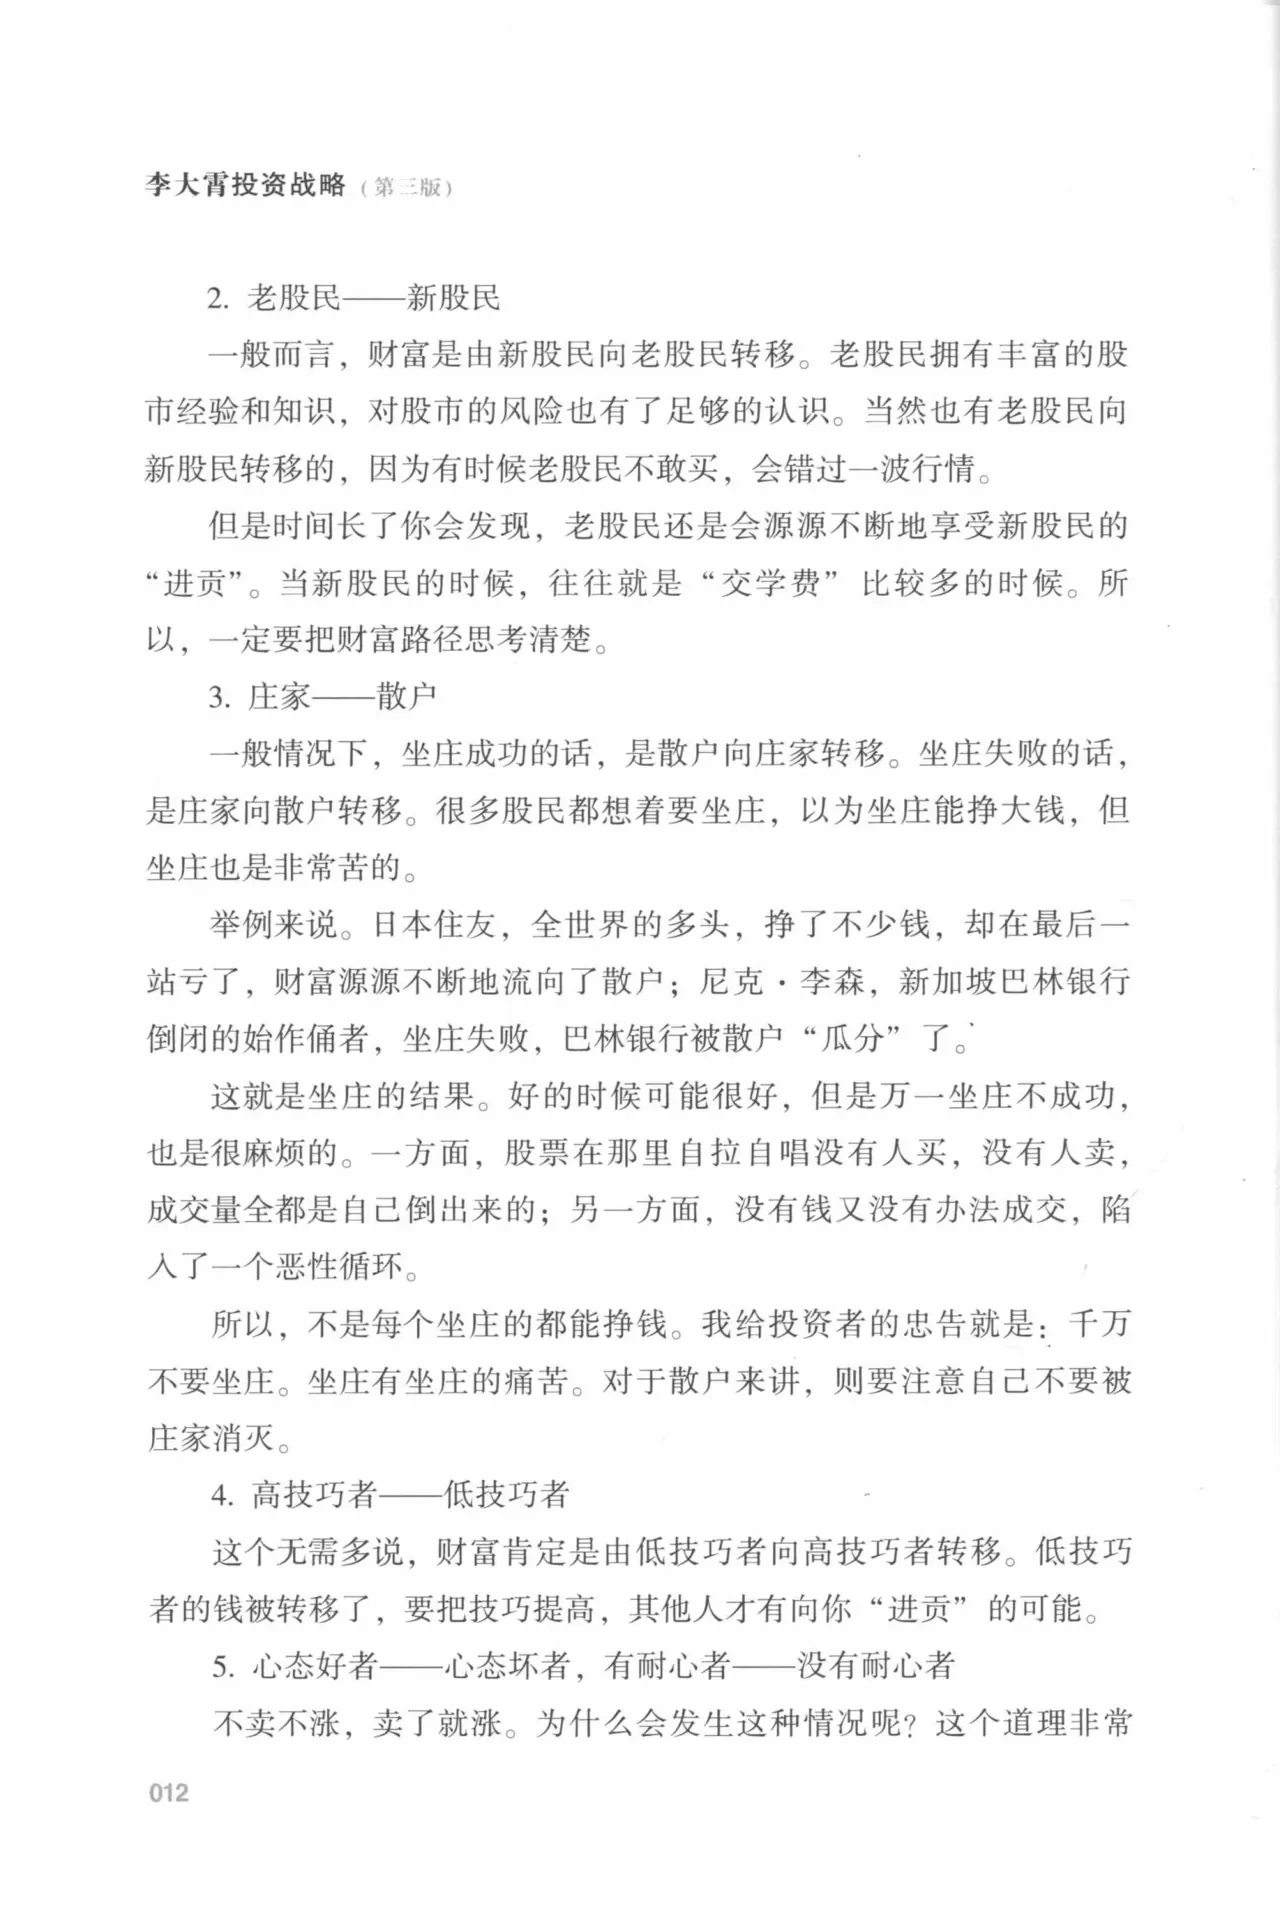 李大霄投资战略（第三版）
2. 老股民——新股民
一般而言，财富是由新股民向老股民转移。老股民拥有丰富的股
市经验和知识，对股市的风险也有了足够的认识。当然也有老股民向
新股民转移的，因为有时候老股民不敢买，会错过一波行情。
但是时间长了你会发现，老股民还是会源源不断地享受新股民的
“进贡”。当新股民的时候，往往就是“交学费”比较多的时候。所
以，一定要把财富路径思考清楚。
3. 庄家——散户
一般情况下，坐庄成功的话，是散户向庄家转移。坐庄失败的话，
是庄家向散户转移。很多股民都想着要坐庄，以为坐庄能挣大钱，但
坐庄也是非常苦的。
举例来说。日本住友，全世界的多头，挣了不少钱，却在最后一
站亏了，财富源源不断地流向了散户；尼克·李森，新加坡巴林银行
倒闭的始作俑者，坐庄失败，巴林银行被散户“瓜分”了。
这就是坐庄的结果。好的时候可能很好，但是万一坐庄不成功，
也是很麻烦的。一方面，股票在那里自拉自唱没有人买，没有人卖，
成交量全都是自己倒出来的；另一方面，没有钱又没有办法成交，陷
入了一个恶性循环。
所以，不是每个坐庄的都能挣钱。我给投资者的忠告就是：千万
不要坐庄。坐庄有坐庄的痛苦。对于散户来讲，则要注意自己不要被
庄家消灭。
4. 高技巧者——低技巧者
这个无需多说，财富肯定是由低技巧者向高技巧者转移。低技巧
者的钱被转移了，要把技巧提高，其他人才有向你“进贡”的可能。
5. 心态好者——心态坏者，有耐心者——没有耐心者
不卖不涨，卖了就涨。为什么会发生这种情况呢？这个道理非常
012